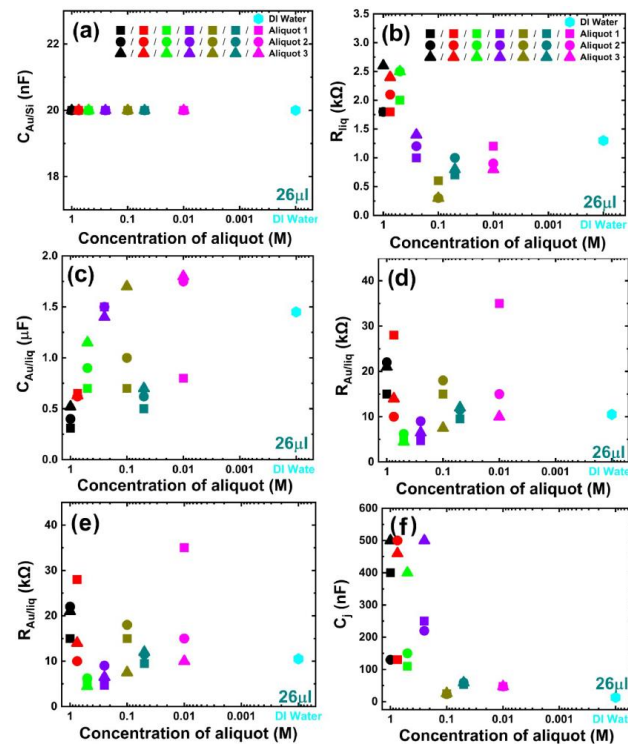 (a)
DI Water
/ / / / / / Aliquot 1
/ / / / / / Aliquot 2
/ / / / / / Aliquot 3
C_Au/Si (nF)
22
20
18
26µl
1 0.1 0.01 0.001 DI Water
Concentration of aliquot (M)
(b)
DI Water
/ / / / / / Aliquot 1
/ / / / / / Aliquot 2
/ / / / / / Aliquot 3
R_liq (kΩ)
3.5
3.0
2.5
2.0
1.5
1.0
0.5
0.0
26µl
1 0.1 0.01 0.001 DI Water
Concentration of aliquot (M)
(c)
C_Au/liq (µF)
2.0
1.5
1.0
0.5
0.0
26µl
1 0.1 0.01 0.001 DI Water
Concentration of aliquot (M)
(d)
R_Au/liq (kΩ)
40
30
20
10
0
26µl
1 0.1 0.01 0.001 DI Water
Concentration of aliquot (M)
(e)
R_Au/liq (kΩ)
40
30
20
10
0
26µl
1 0.1 0.01 0.001 DI Water
Concentration of aliquot (M)
(f)
C_j (nF)
600
500
400
300
200
100
0
26µl
1 0.1 0.01 0.001 DI Water
Concentration of aliquot (M)